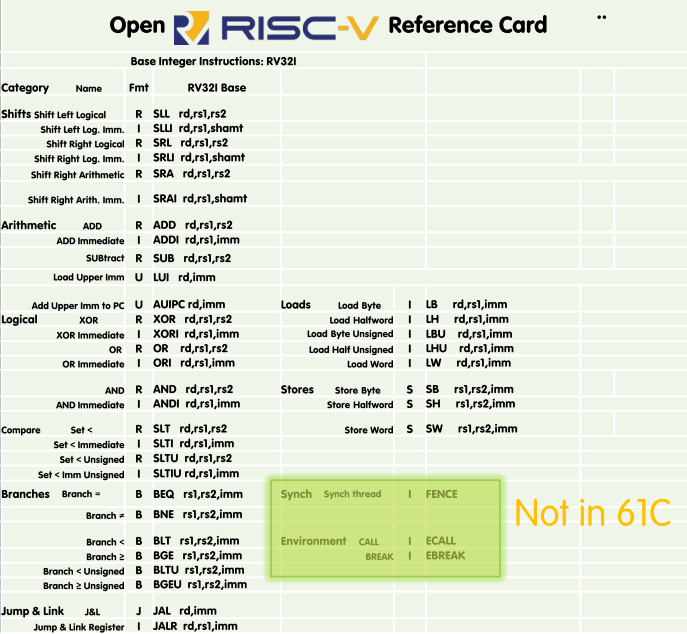 Open RISC-V Reference Card ..
Base Integer Instructions: RV32I
Category Name Fmt RV32I Base
Shifts Shift Left Logical R SLL rd,rs1,rs2
Shift Left Log. Imm. I SLLI rd,rs1,shamt
Shift Right Logical R SRL rd,rs1,rs2
Shift Right Log. Imm. I SRLI rd,rs1,shamt
Shift Right Arithmetic R SRA rd,rs1,rs2
Shift Right Arith. Imm. I SRAI rd,rs1,shamt
Arithmetic ADD R ADD rd,rs1,rs2
ADD Immediate I ADDI rd,rs1,imm
SUBtract R SUB rd,rs1,rs2
Load Upper Imm U LUI rd,imm
Add Upper Imm to PC U AUIPC rd,imm Loads Load Byte I LB rd,rs1,imm
Logical XOR R XOR rd,rs1,rs2 Load Halfword I LH rd,rs1,imm
XOR Immediate I XORI rd,rs1,imm Load Byte Unsigned I LBU rd,rs1,imm
OR R OR rd,rs1,rs2 Load Half Unsigned I LHU rd,rs1,imm
OR Immediate I ORI rd,rs1,imm Load Word I LW rd,rs1,imm
AND R AND rd,rs1,rs2 Stores Store Byte S SB rs1,rs2,imm
AND Immediate I ANDI rd,rs1,imm Store Halfword S SH rs1,rs2,imm
Compare Set < R SLT rd,rs1,rs2 Store Word S SW rs1,rs2,imm
Set < Immediate I SLTI rd,rs1,imm
Set < Unsigned R SLTU rd,rs1,rs2
Set < Imm Unsigned I SLTIU rd,rs1,imm
Branches Branch = B BEQ rs1,rs2,imm Synch Synch thread I FENCE
Branch ≠ B BNE rs1,rs2,imm Not in 61C
Branch < B BLT rs1,rs2,imm Environment CALL I ECALL
Branch ≥ B BGE rs1,rs2,imm BREAK I EBREAK
Branch < Unsigned B BLTU rs1,rs2,imm
Branch ≥ Unsigned B BGEU rs1,rs2,imm
Jump & Link J&L J JAL rd,imm
Jump & Link Register I JALR rd,rs1,imm